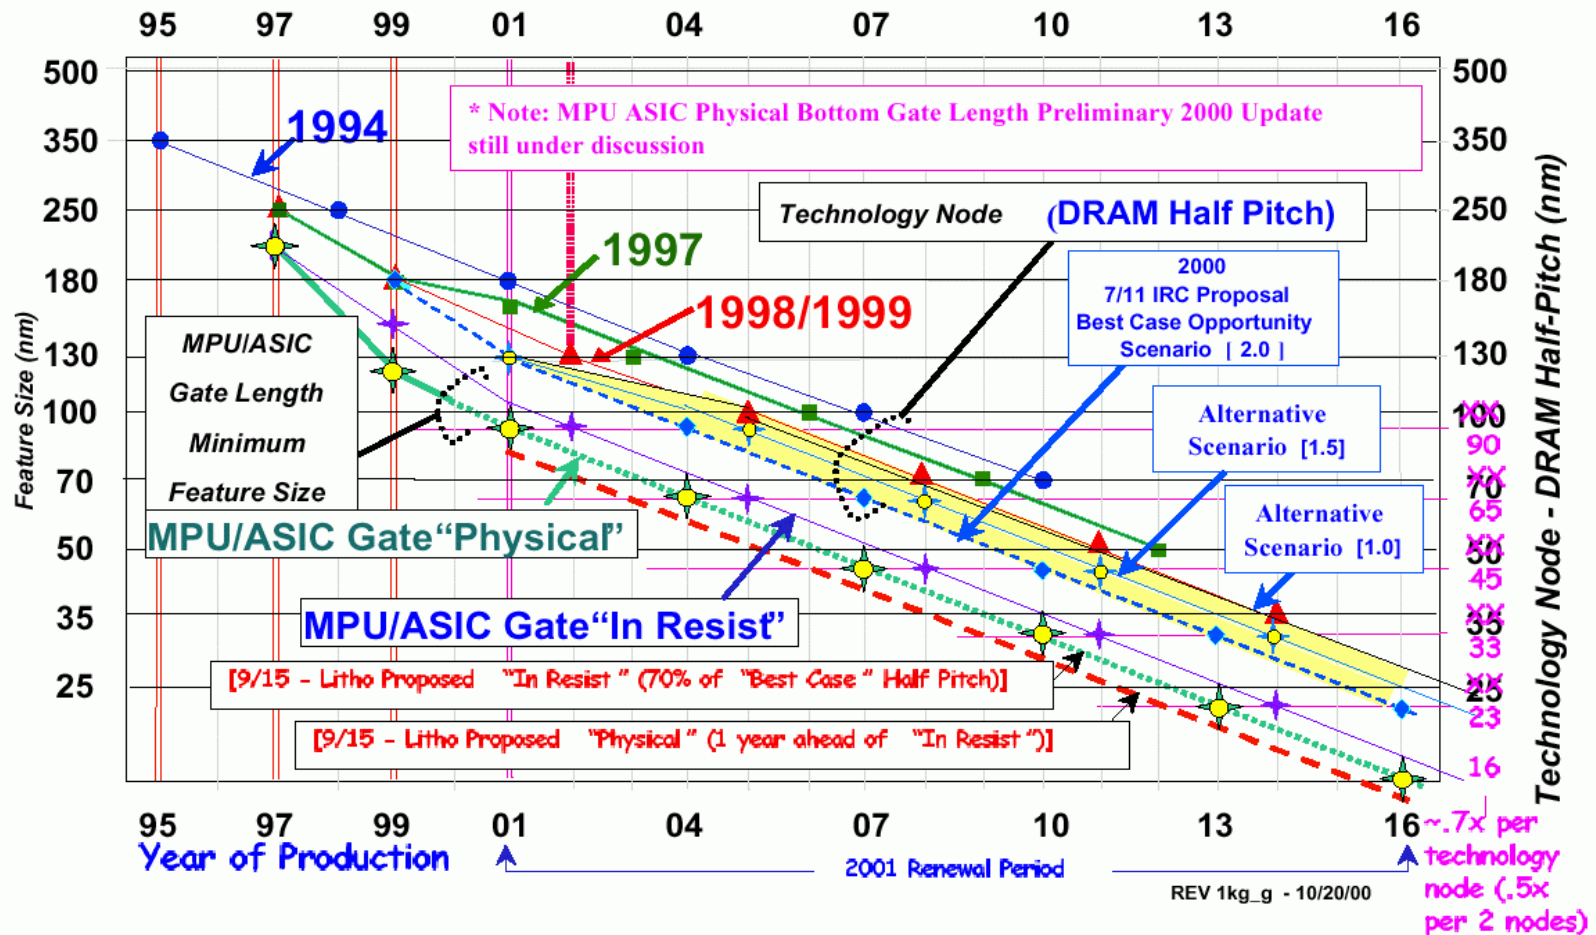 95 97 99 01 04 07 10 13 16
500
350
250
180
130
100
70
50
35
25
Feature Size (nm)
1994
* Note: MPU ASIC Physical Bottom Gate Length Preliminary 2000 Update
still under discussion
Technology Node (DRAM Half Pitch)
1997
1998/1999
2000
7/11 IRC Proposal
Best Case Opportunity
Scenario [ 2.0 ]
MPU/ASIC
Gate Length
Minimum
Feature Size
Alternative
Scenario [1.5]
Alternative
Scenario [1.0]
MPU/ASIC Gate“Physical”
MPU/ASIC Gate“In Resist”
[9/15 - Litho Proposed “In Resist ” (70% of “Best Case ” Half Pitch)]
[9/15 - Litho Proposed “Physical ” (1 year ahead of “In Resist ”)]
500
350
250
180
130
100
XX
90
70
XX
65
50
XX
45
35
XX
33
25
XX
23
16
Technology Node - DRAM Half-Pitch (nm)
95 97 99 01 04 07 10 13 16
~.7x per
technology
node (.5x
per 2 nodes)
Year of Production
2001 Renewal Period
REV 1kg_g - 10/20/00